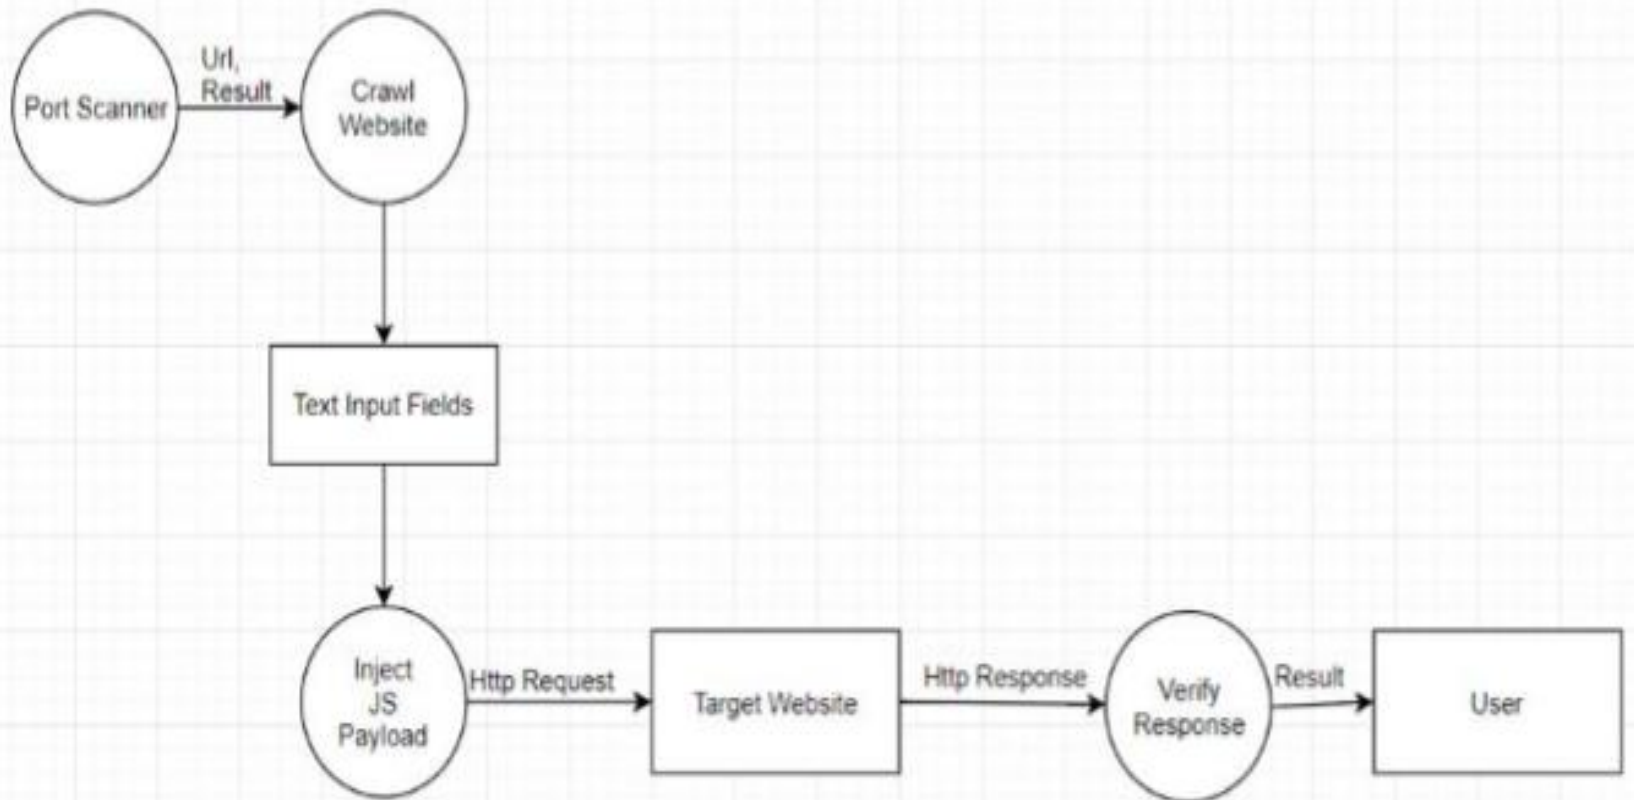 Port Scanner
Url,
Result
Crawl
Website
Text Input Fields
Inject
JS
Payload
Http Request
Target Website
Http Response
Verify
Response
Result
User